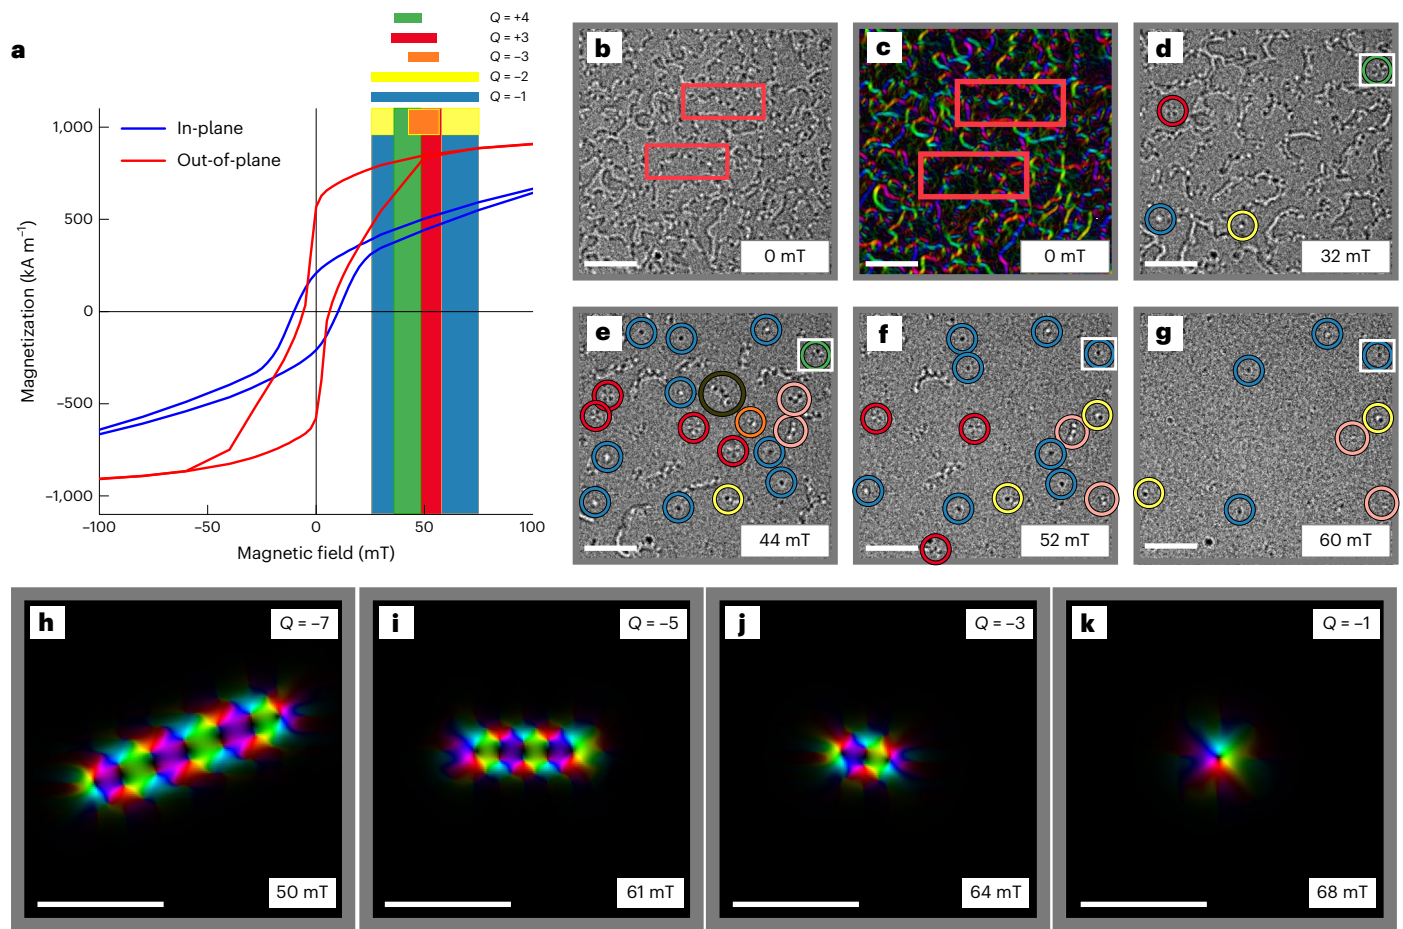 a
Q = +4
Q = +3
Q = −3
Q = −2
Q = −1
1,000
500
0
−500
−1,000
Magnetization (kA m−1)
In-plane
Out-of-plane
−100
−50
0
50
100
Magnetic field (mT)
b
0 mT
c
0 mT
d
32 mT
e
44 mT
f
52 mT
g
60 mT
h
Q = −7
50 mT
i
Q = −5
61 mT
j
Q = −3
64 mT
k
Q = −1
68 mT